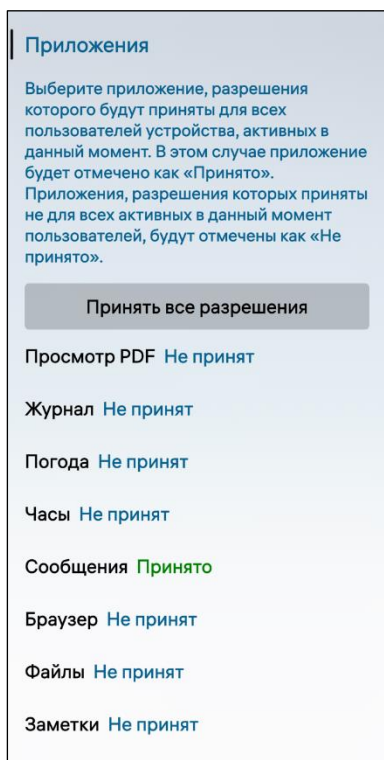 Приложения
Выберите приложение, разрешения
которого будут приняты для всех
пользователей устройства, активных в
данный момент. В этом случае приложение
будет отмечено как «Принято».
Приложения, разрешения которых приняты
не для всех активных в данный момент
пользователей, будут отмечены как «Не
принято».
Принять все разрешения
Просмотр PDF Не принят
Журнал Не принят
Погода Не принят
Часы Не принят
Сообщения Принято
Браузер Не принят
Файлы Не принят
Заметки Не принят